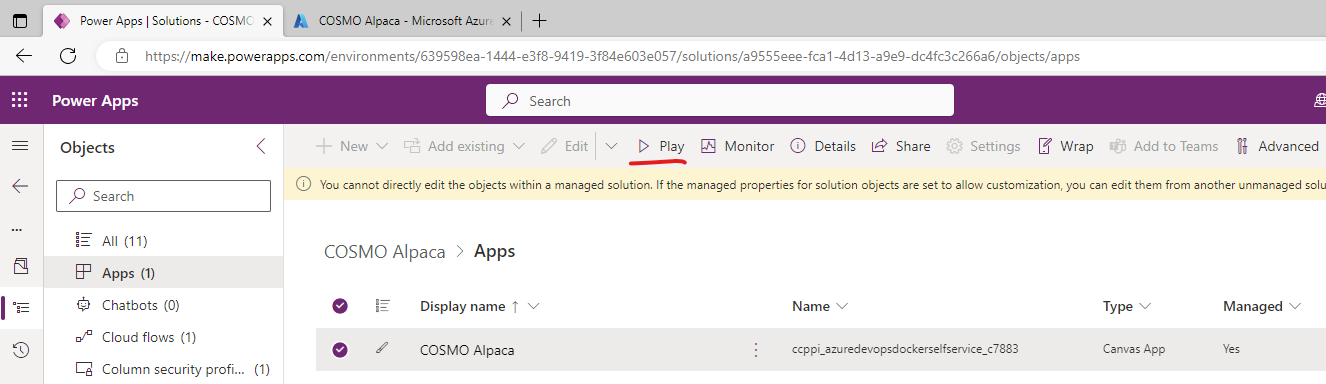 Power Apps | Solutions - COSMO
COSMO Alpaca - Microsoft Azure
https://make.powerapps.com/environments/639598ea-1444-e3f8-9419-3f84e603e057/solutions/a9555eee-fca1-4d13-a9e9-dc4fc3c266a6/objects/apps
Power Apps
Search
Objects
New
Add existing
Edit
Play
Monitor
Details
Share
Settings
Wrap
Add to Teams
Advanced
You cannot directly edit the objects within a managed solution. If the managed properties for solution objects are set to allow customization, you can edit them from another unmanaged solu
Search
All (11)
Apps (1)
Chatbots (0)
Cloud flows (1)
Column security profi... (1)
COSMO Alpaca > Apps
Display name ↑
Name
Type
Managed
COSMO Alpaca
ccppi_azuredevopsdockerselfservice_c7883
Canvas App
Yes